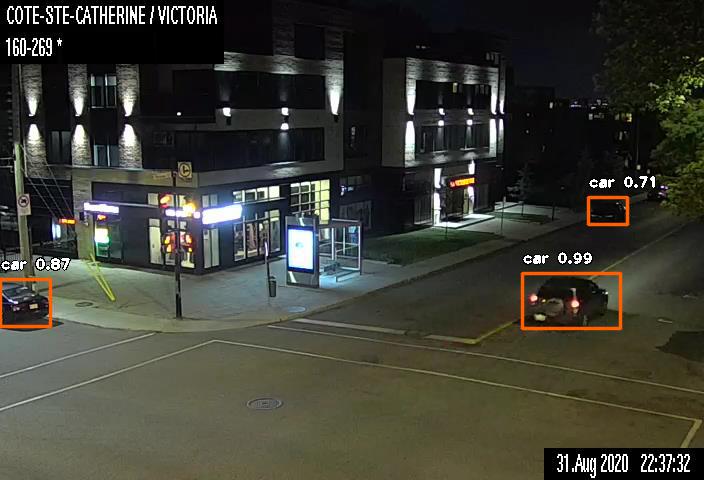 COTE-STE-CATHERINE / VICTORIA
160-269 *
car 0.71
car 0.99
car 0.87
31.Aug 2020 22:37:32